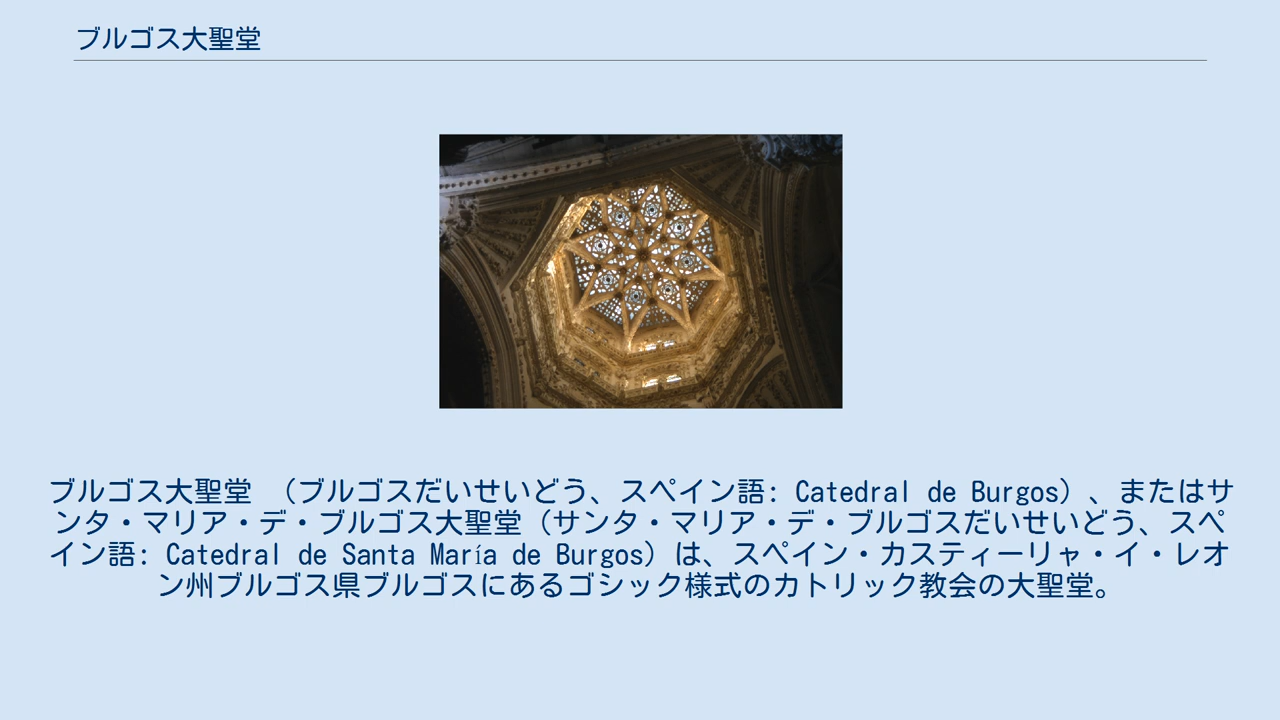 ブルゴス大聖堂
ブルゴス大聖堂 （ブルゴスだいせいどう、スペイン語: Catedral de Burgos）、またはサ
ンタ・マリア・デ・ブルゴス大聖堂（サンタ・マリア・デ・ブルゴスだいせいどう、スペ
イン語: Catedral de Santa María de Burgos）は、スペイン・カスティーリャ・イ・レオ
ン州ブルゴス県ブルゴスにあるゴシック様式のカトリック教会の大聖堂。